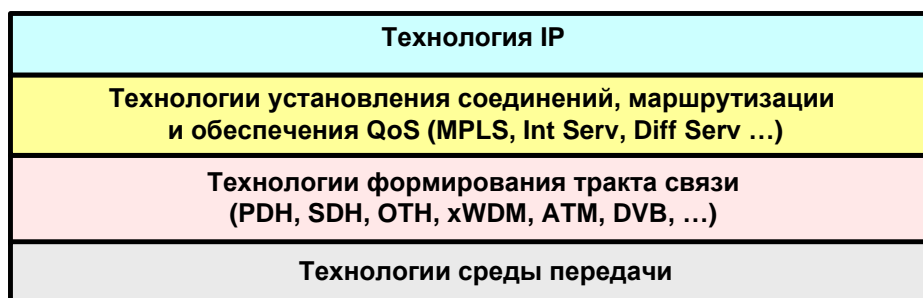 Технология IP
Технологии установления соединений, маршрутизации
и обеспечения QoS (MPLS, Int Serv, Diff Serv …)
Технологии формирования тракта связи
(PDH, SDH, OTH, xWDM, ATM, DVB, …)
Технологии среды передачи